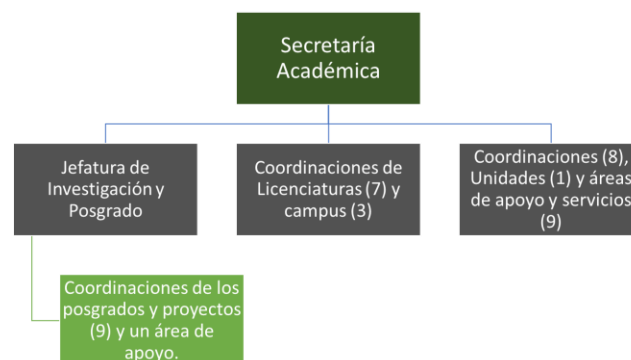 Secretaría
Académica
Jefatura de
Investigación y
Posgrado
Coordinaciones de
Licenciaturas (7) y
campus (3)
Coordinaciones (8),
Unidades (1) y áreas
de apoyo y servicios
(9)
Coordinaciones de los
posgrados y proyectos
(9) y un área de
apoyo.